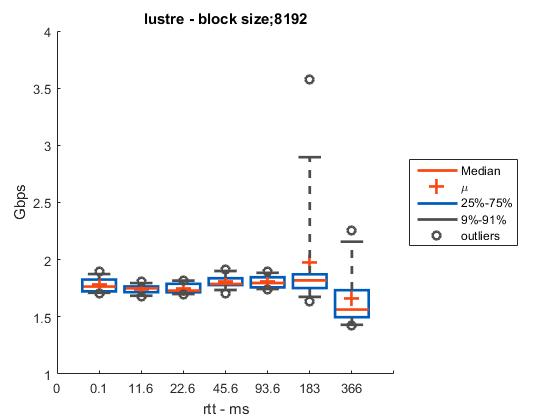 lustre - block size;8192
4
3.5
3
2.5
2
1.5
1
Gbps
0 0.1 11.6 22.6 45.6 93.6 183 366
rtt - ms
Median
μ
25%-75%
9%-91%
outliers